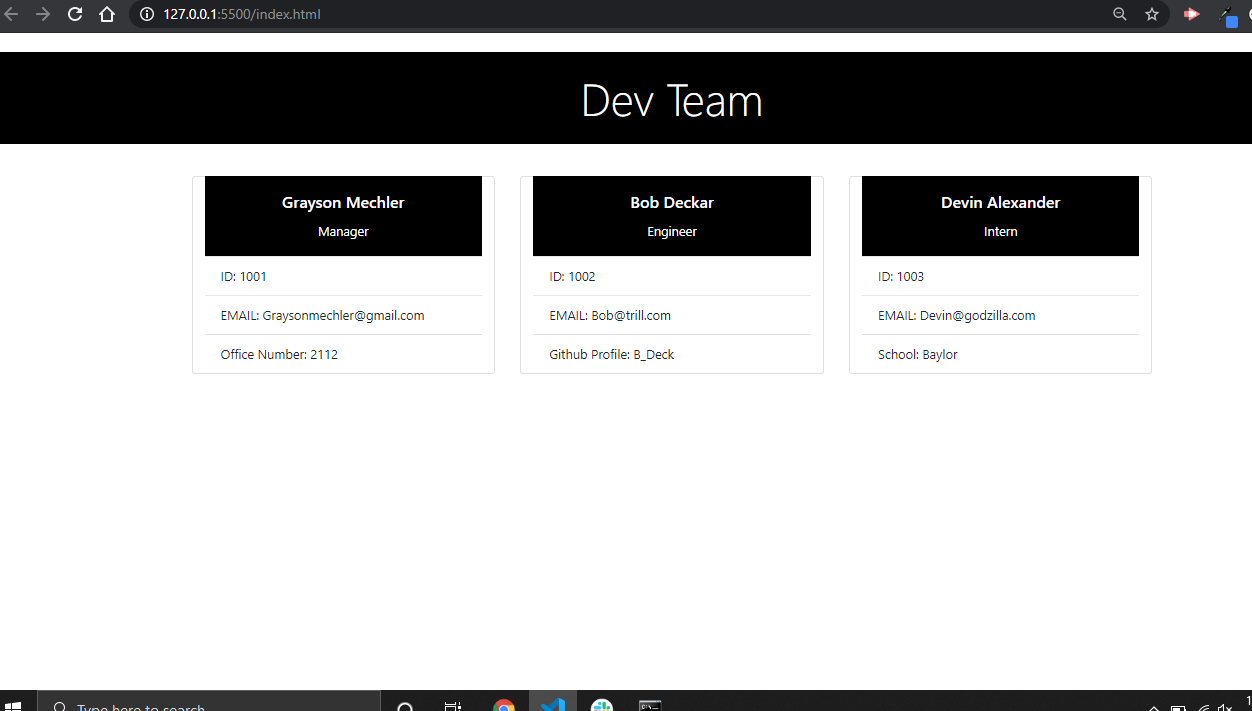 127.0.0.1:5500/index.html
Dev Team
Grayson Mechler
Manager
ID: 1001
EMAIL: Graysonmechler@gmail.com
Office Number: 2112
Bob Deckar
Engineer
ID: 1002
EMAIL: Bob@trill.com
Github Profile: B_Deck
Devin Alexander
Intern
ID: 1003
EMAIL: Devin@godzilla.com
School: Baylor
Type here to search